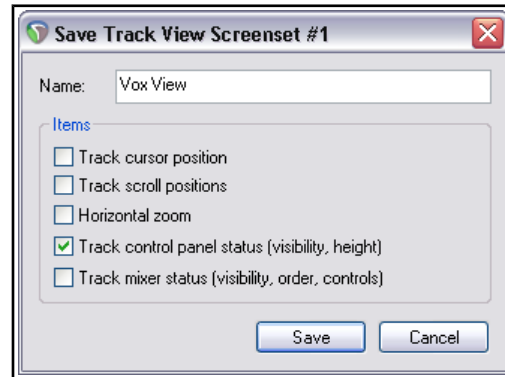 Save Track View Screenset #1
Name: Vox View
Items
Track cursor position
Track scroll positions
Horizontal zoom
Track control panel status (visibility, height)
Track mixer status (visibility, order, controls)
Save Cancel